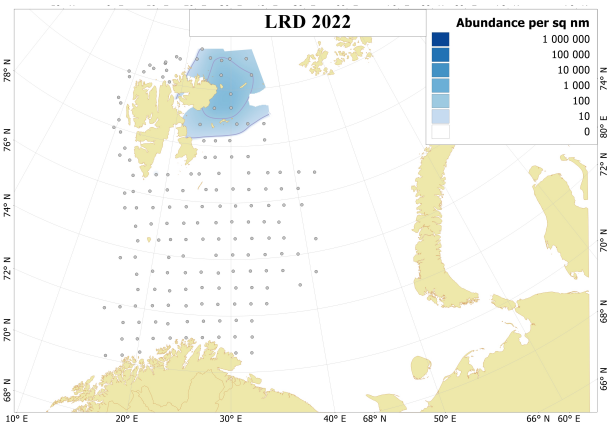 LRD 2022
Abundance per sq nm
1 000 000
100 000
10 000
1 000
100
10
0
78° N
76° N
74° N
72° N
70° N
68° N
74° N
80° E
72° N
70° N
68° N
66° N
10° E
20° E
30° E
40° E
68° N
50° E
66° N
60° E